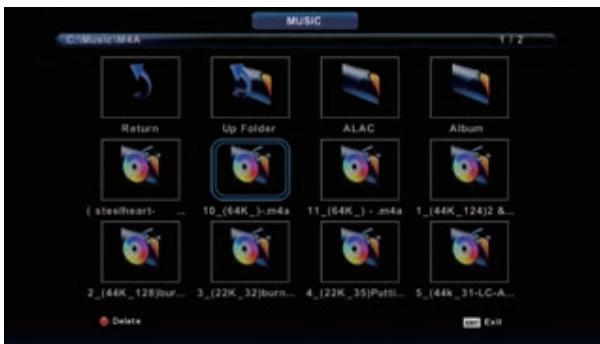 MUSIC
C:\Music\M4A 1 / 2
Return Up Folder ALAC Album
( steelheart- ... 10_(64K_)-.m4a 11_(64K_) - .m4a 1_(44K_124)2 &...
2_(44K_128)bur... 3_(22K_32)burn... 4_(22K_35)Putti... 5_(44k_31-LC-A...
Delete EXIT Exit